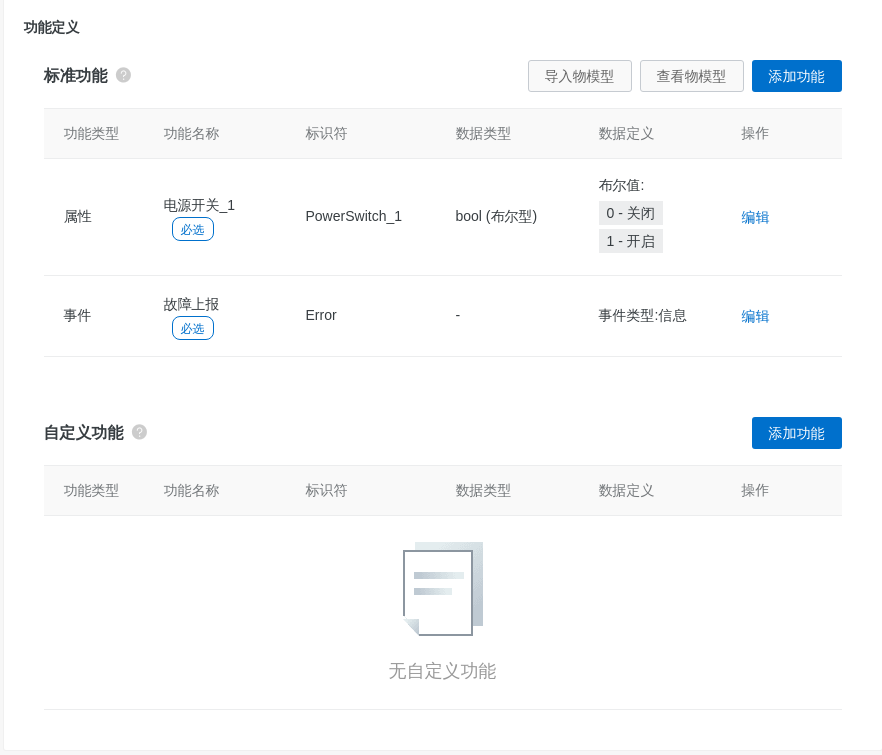 功能定义
标准功能 ?
导入物模型 查看物模型 添加功能
功能类型 功能名称 标识符 数据类型 数据定义 操作
属性 电源开关_1 必选 PowerSwitch_1 bool (布尔型) 布尔值: 0 - 关闭 1 - 开启 编辑
事件 故障上报 必选 Error - 事件类型:信息 编辑
自定义功能 ?
添加功能
功能类型 功能名称 标识符 数据类型 数据定义 操作
无自定义功能